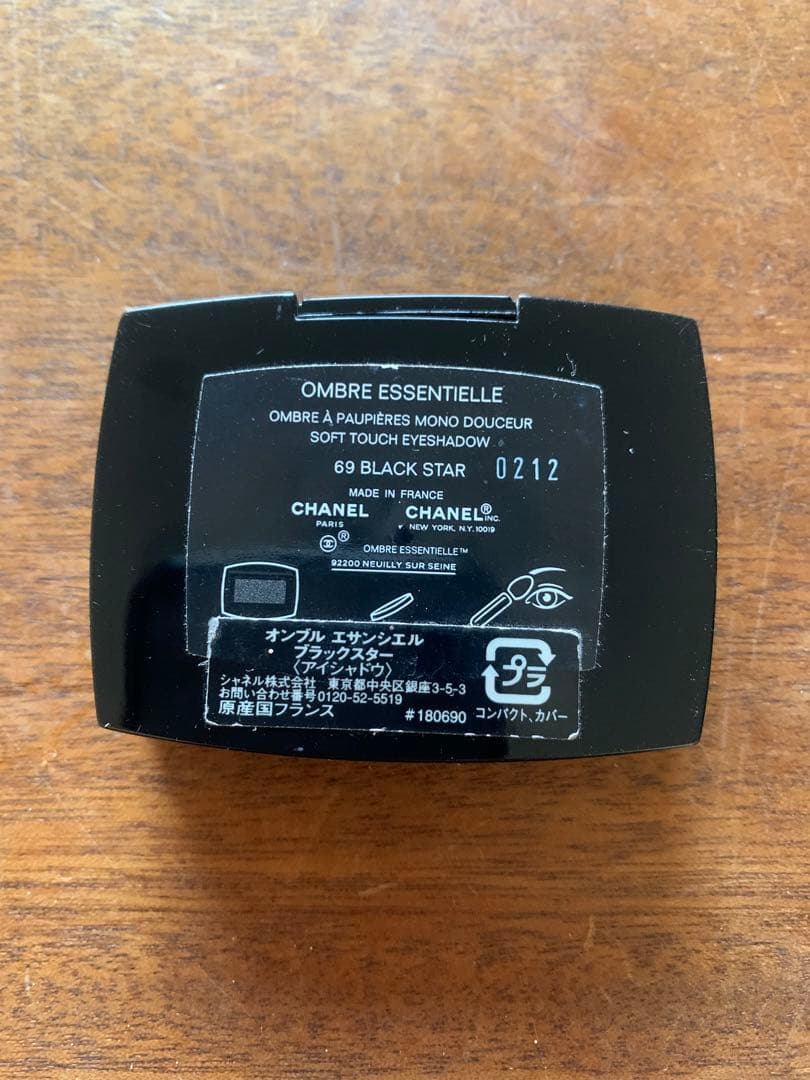 OMBRE ESSENTIELLE
OMBRE À PAUPIÈRES MONO DOUCEUR
SOFT TOUCH EYESHADOW
69 BLACK STAR 0212
MADE IN FRANCE
CHANEL CHANEL® INC.
PARIS NEW YORK, N.Y. 10019
®
OMBRE ESSENTIELLE™
92200 NEUILLY SUR SEINE
オンブル エサンシエル
ブラックスター
〈アイシャドウ〉
シャネル株式会社 東京都中央区銀座3-5-3
お問い合わせ番号0120-52-5519
原産国フランス #180690
プラ
コンパクト、カバー